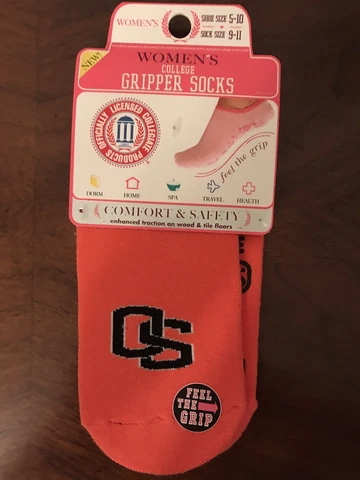 WOMEN'S
SHOE SIZE 5-10
SOCK SIZE 9-11
NEW!
WOMEN'S
COLLEGE
GRIPPER SOCKS
OFFICIALLY LICENSED COLLEGIATE PRODUCTS
feel the grip
DORM
HOME
SPA
TRAVEL
HEALTH
COMFORT & SAFETY
enhanced traction on wood & tile floors
OS
FEEL
THE
GRIP